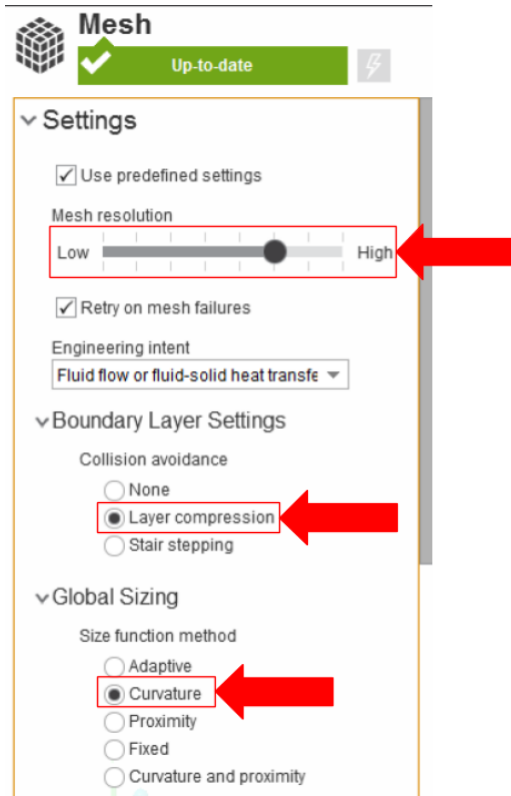 Mesh
Up-to-date
Settings
Use predefined settings
Mesh resolution
Low High
Retry on mesh failures
Engineering intent
Fluid flow or fluid-solid heat transfe
Boundary Layer Settings
Collision avoidance
None
Layer compression
Stair stepping
Global Sizing
Size function method
Adaptive
Curvature
Proximity
Fixed
Curvature and proximity